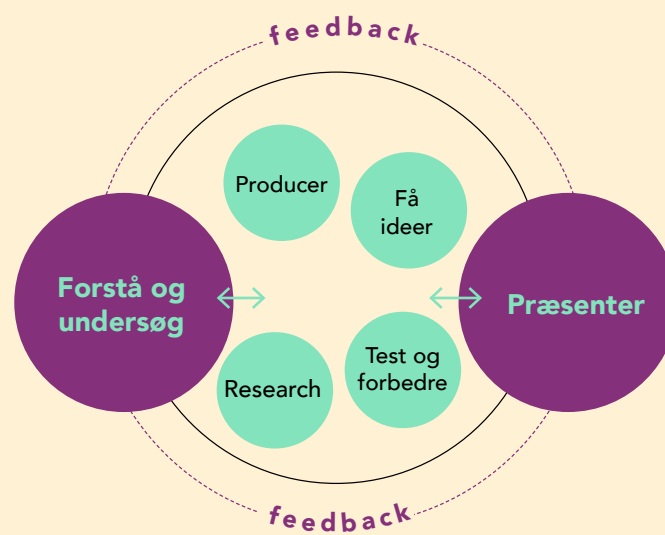 feedback
Producer
Få
ideer
Forstå og
undersøg
Præsenter
Research
Test og
forbedre
feedback